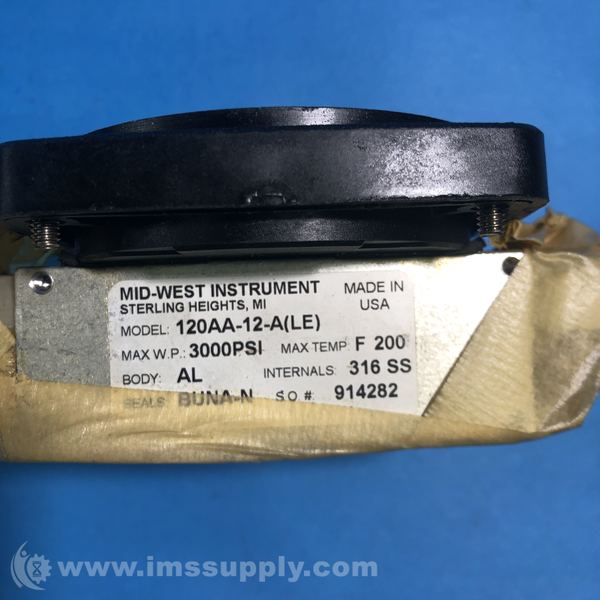 MID-WEST INSTRUMENT
STERLING HEIGHTS, MI
MADE IN USA
MODEL: 120AA-12-A(LE)
MAX W.P.: 3000PSI MAX TEMP F 200
BODY: AL INTERNALS: 316 SS
SEALS: BUNA-N S.O #: 914282
www.imssupply.com